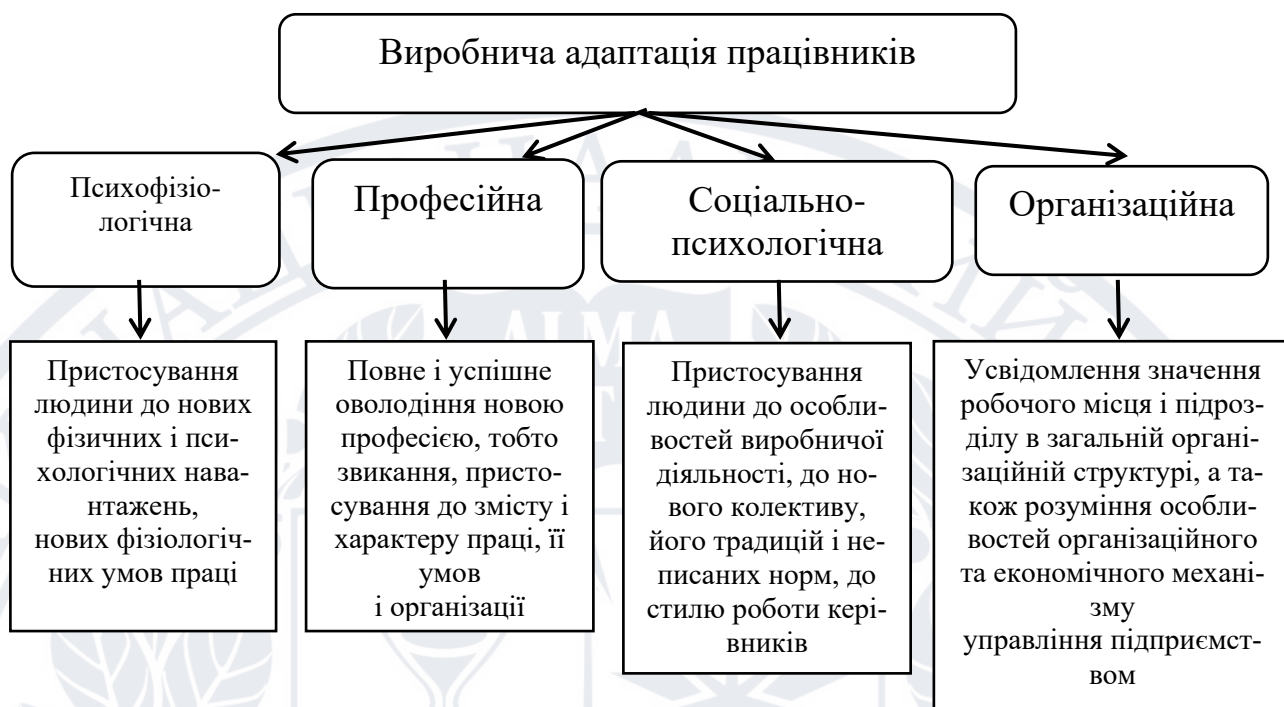 Виробнича адаптація працівників
Психофізіо-
логічна
Професійна
Соціально-
психологічна
Організаційна
Пристосування
людини до нових
фізичних і пси-
хологічних нава-
нтажень,
нових фізіологіч-
них умов праці
Повне і успішне
оволодіння новою
професією, тобто
звикання, присто-
сування до змісту і
характеру праці, її
умов
і організації
Пристосування
людини до особли-
востей виробничої
діяльності, до но-
вого колективу,
його традицій і не-
писаних норм, до
стилю роботи кері-
вників
Усвідомлення значення
робочого місця і підроз-
ділу в загальній органі-
заційній структурі, а та-
кож розуміння особли-
востей організаційного
та економічного механі-
зму
управління підприємст-
вом